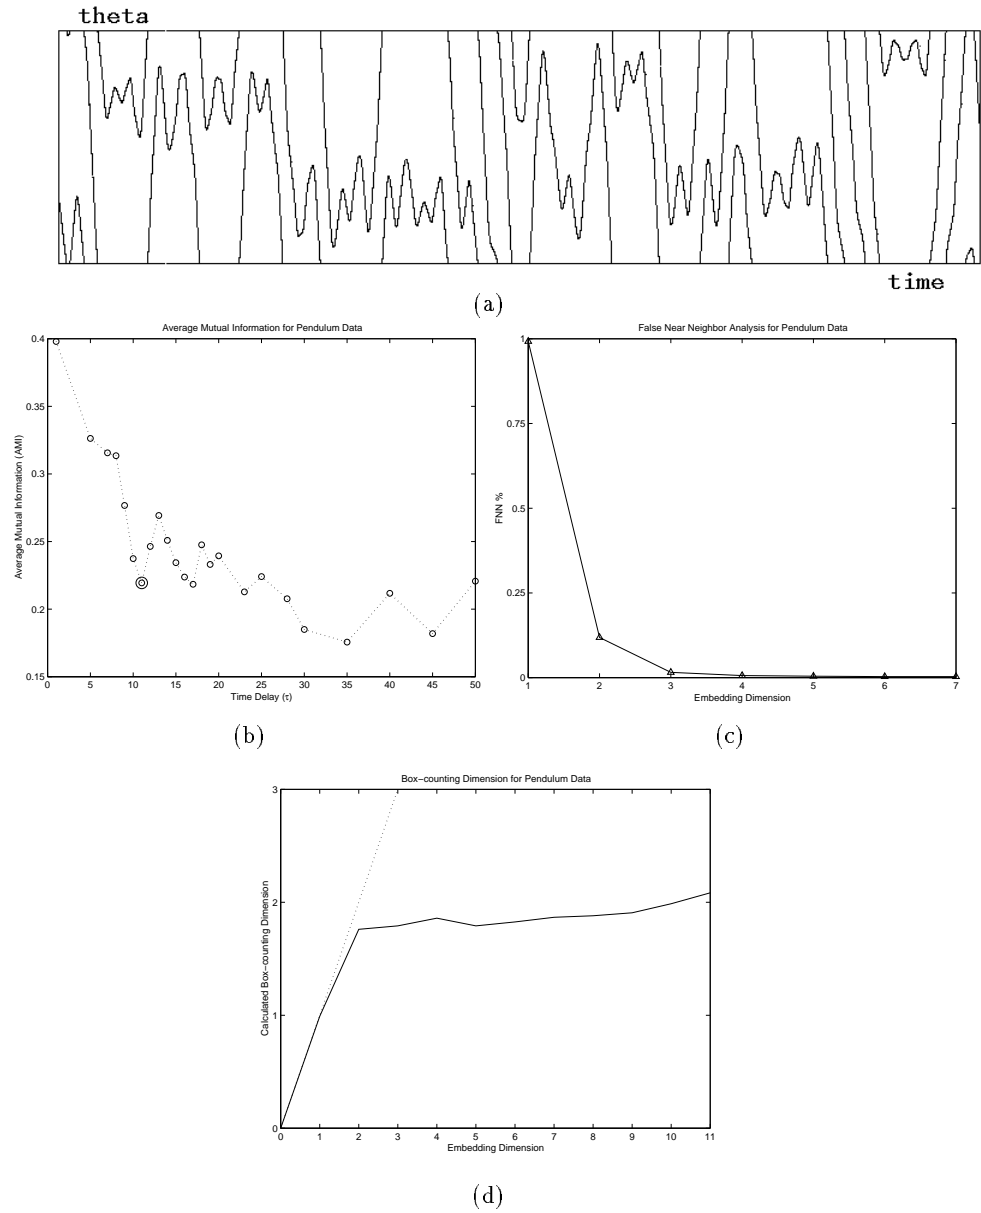 theta
time
(a)
Average Mutual Information for Pendulum Data
Average Mutual Information (AMI)
0.4
0.35
0.3
0.25
0.2
0.15
0 5 10 15 20 25 30 35 40 45 50
Time Delay (τ)
(b)
False Near Neighbor Analysis for Pendulum Data
FNN %
1
0.75
0.5
0.25
0
1 2 3 4 5 6 7
Embedding Dimension
(c)
Box−counting Dimension for Pendulum Data
Calculated Box−counting Dimension
3
2
1
0
0 1 2 3 4 5 6 7 8 9 10 11
Embedding Dimension
(d)